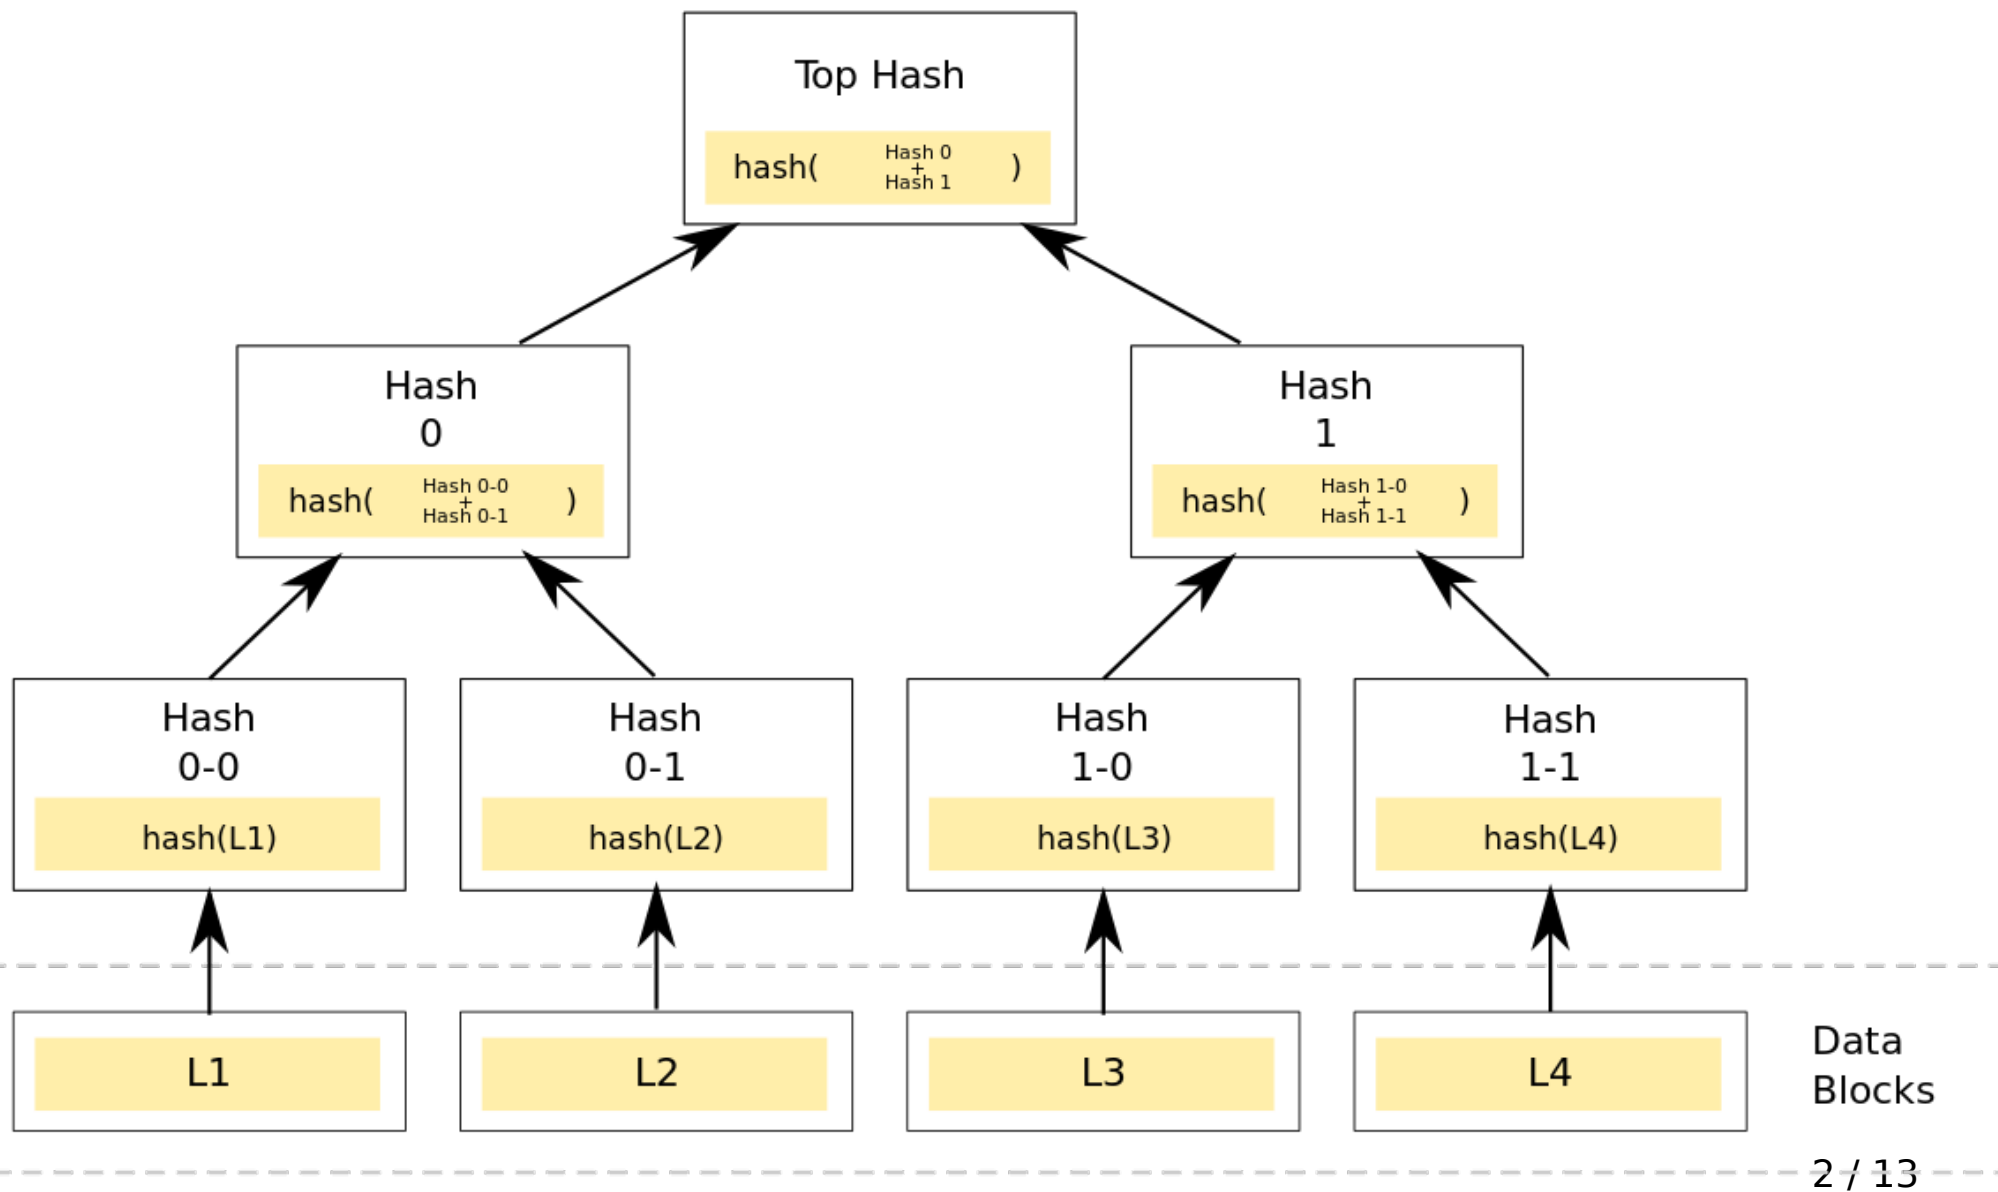 Top Hash
hash( Hash 0 + Hash 1 )
Hash
0
hash( Hash 0-0 + Hash 0-1 )
Hash
1
hash( Hash 1-0 + Hash 1-1 )
Hash
0-0
hash(L1)
Hash
0-1
hash(L2)
Hash
1-0
hash(L3)
Hash
1-1
hash(L4)
L1
L2
L3
L4
Data
Blocks
2 / 13